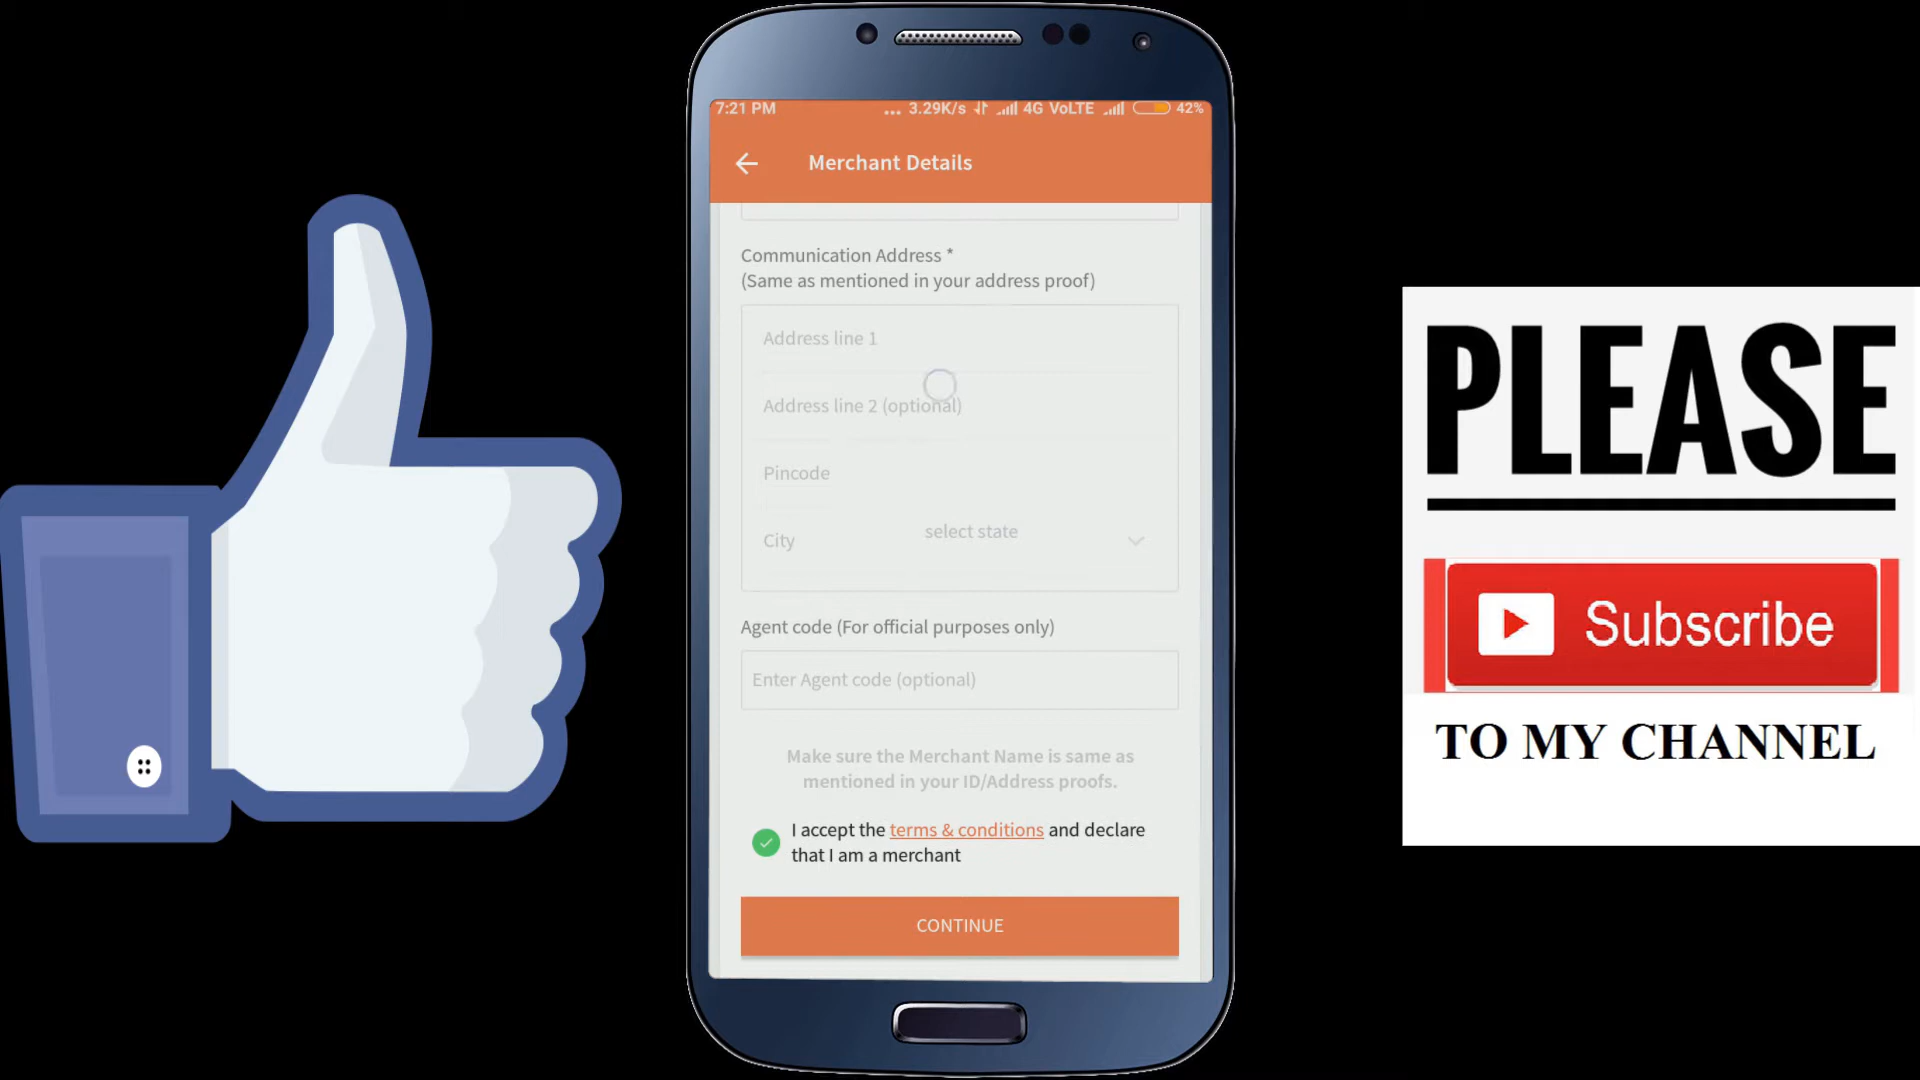 7:21 PM ... 3.29K/s 4G VoLTE 42%
Merchant Details
Communication Address *
(Same as mentioned in your address proof)
Address line 1
Address line 2 (optional)
Pincode
City
select state
Agent code (For official purposes only)
Enter Agent code (optional)
Make sure the Merchant Name is same as
mentioned in your ID/Address proofs.
I accept the terms & conditions and declare
that I am a merchant
CONTINUE
PLEASE
Subscribe
TO MY CHANNEL